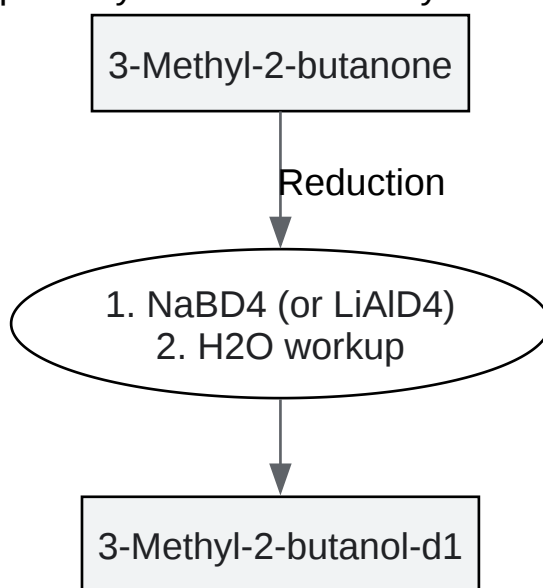 3-Methyl-2-butanone
Reduction
1. NaBD4 (or LiAlD4)
2. H2O workup
3-Methyl-2-butanol-d1